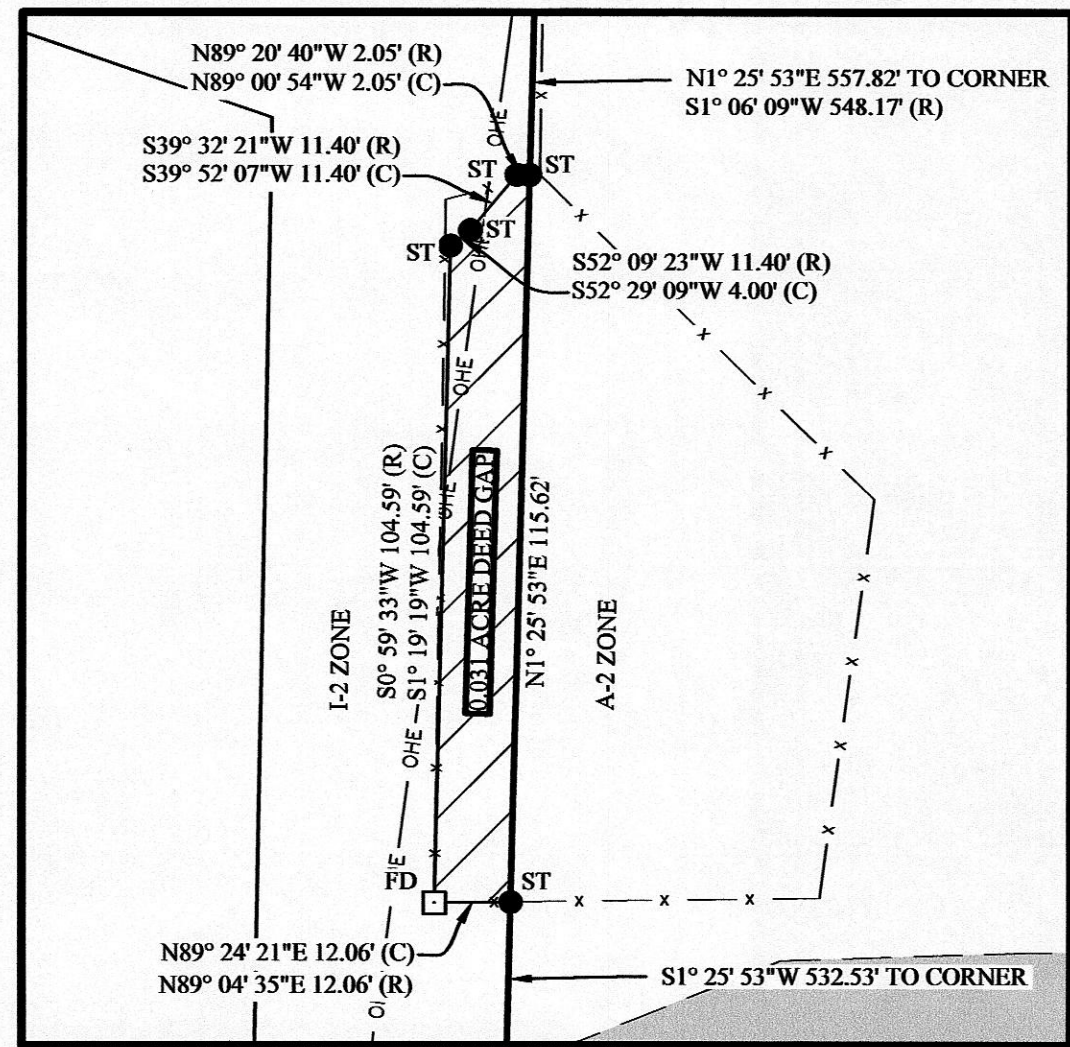 N89° 20' 40"W 2.05' (R)
N89° 00' 54"W 2.05' (C)
N1° 25' 53"E 557.82' TO CORNER
S1° 06' 09"W 548.17' (R)
OHE
S39° 32' 21"W 11.40' (R)
S39° 52' 07"W 11.40' (C)
ST
ST
ST
ST
OHE
S52° 09' 23"W 11.40' (R)
S52° 29' 09"W 4.00' (C)
OHE
OHE
S0° 59' 33"W 104.59' (R)
S1° 19' 19"W 104.59' (C)
0.031 ACRE DEED GAP
N1° 25' 53"E 115.62'
I-2 ZONE
A-2 ZONE
OHE
FD
ST
N89° 24' 21"E 12.06' (C)
N89° 04' 35"E 12.06' (R)
S1° 25' 53"W 532.53' TO CORNER